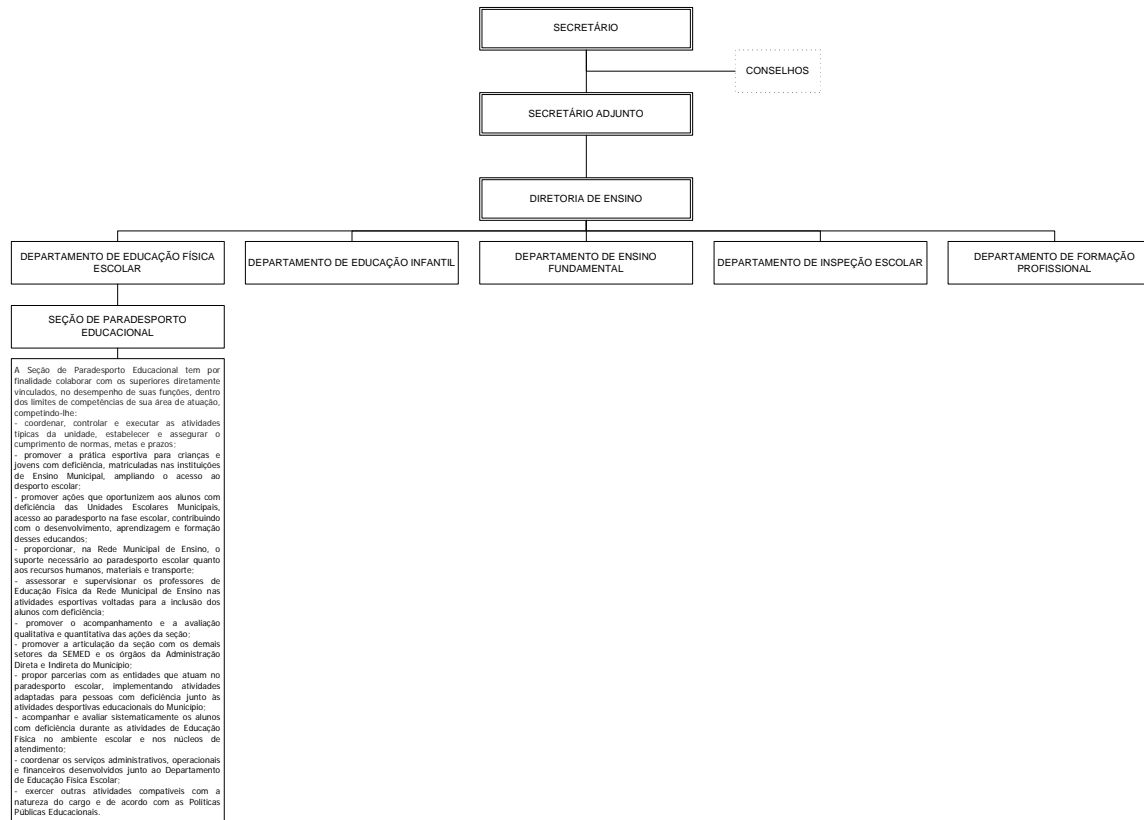 SECRETÁRIO
CONSELHOS
SECRETÁRIO ADJUNTO
DIRETORIA DE ENSINO
DEPARTAMENTO DE EDUCAÇÃO FÍSICA
ESCOLAR
DEPARTAMENTO DE EDUCAÇÃO INFANTIL
DEPARTAMENTO DE ENSINO
FUNDAMENTAL
DEPARTAMENTO DE INSPEÇÃO ESCOLAR
DEPARTAMENTO DE FORMAÇÃO
PROFISSIONAL
SEÇÃO DE PARADESPORTO
EDUCACIONAL
A Seção de Paradesporto Educacional tem por
finalidade colaborar com os superiores diretamente
vinculados, no desempenho de suas funções, dentro
dos limites de competências de sua área de atuação,
competindo-lhe:
- coordenar, controlar e executar as atividades
típicas da unidade, estabelecer e assegurar o
cumprimento de normas, metas e prazos;
- promover a prática esportiva para crianças e
jovens com deficiência, matriculadas nas instituições
de Ensino Municipal, ampliando o acesso ao
desporto escolar;
- promover ações que oportunizem aos alunos com
deficiência das Unidades Escolares Municipais,
acesso ao paradesporto na fase escolar, contribuindo
com o desenvolvimento, aprendizagem e formação
desses educandos;
- proporcionar, na Rede Municipal de Ensino, o
suporte necessário ao paradesporto escolar quanto
aos recursos humanos, materiais e transporte;
- assessorar e supervisionar os professores de
Educação Física da Rede Municipal de Ensino nas
atividades esportivas voltadas para a inclusão dos
alunos com deficiência;
- promover o acompanhamento e a avaliação
qualitativa e quantitativa das ações da seção;
- promover a articulação da seção com os demais
setores da SEMED e os órgãos da Administração
Direta e Indireta do Município;
- propor parcerias com as entidades que atuam no
paradesporto escolar, implementando atividades
adaptadas para pessoas com deficiência junto às
atividades desportivas educacionais do Município;
- acompanhar e avaliar sistematicamente os alunos
com deficiência durante as atividades de Educação
Física no ambiente escolar e nos núcleos de
atendimento;
- coordenar os serviços administrativos, operacionais
e financeiros desenvolvidos junto ao Departamento
de Educação Física Escolar;
- exercer outras atividades compatíveis com a
natureza do cargo e de acordo com as Políticas
Públicas Educacionais.